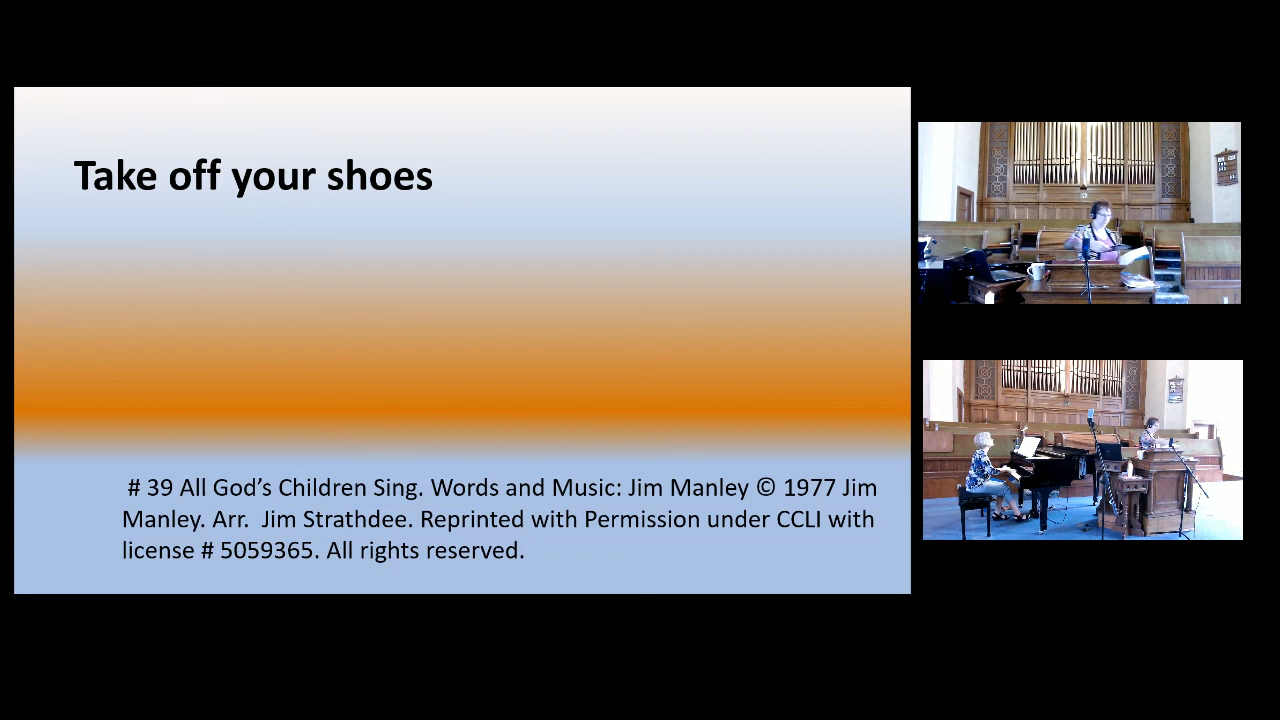 Take off your shoes
# 39 All God’s Children Sing. Words and Music: Jim Manley © 1977 Jim
Manley. Arr.  Jim Strathdee. Reprinted with Permission under CCLI with
license # 5059365. All rights reserved.